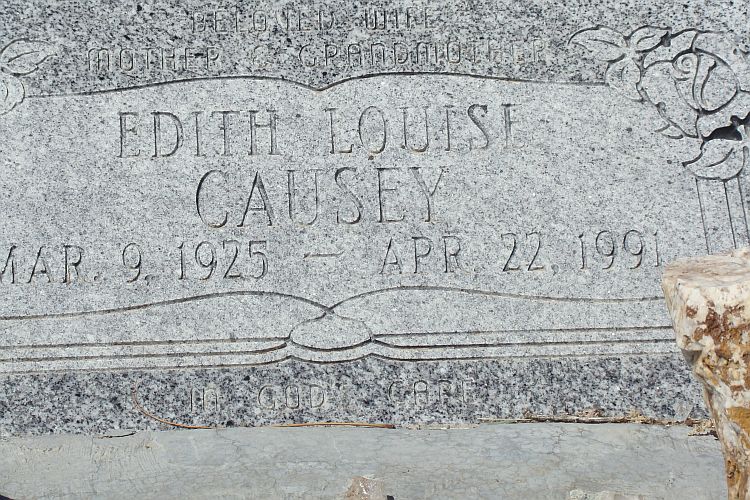 BELOVED WIFE
MOTHER & GRANDMOTHER
EDITH LOUISE
CAUSEY
MAR. 9, 1925 — APR. 22, 1991
IN GOD'S CARE